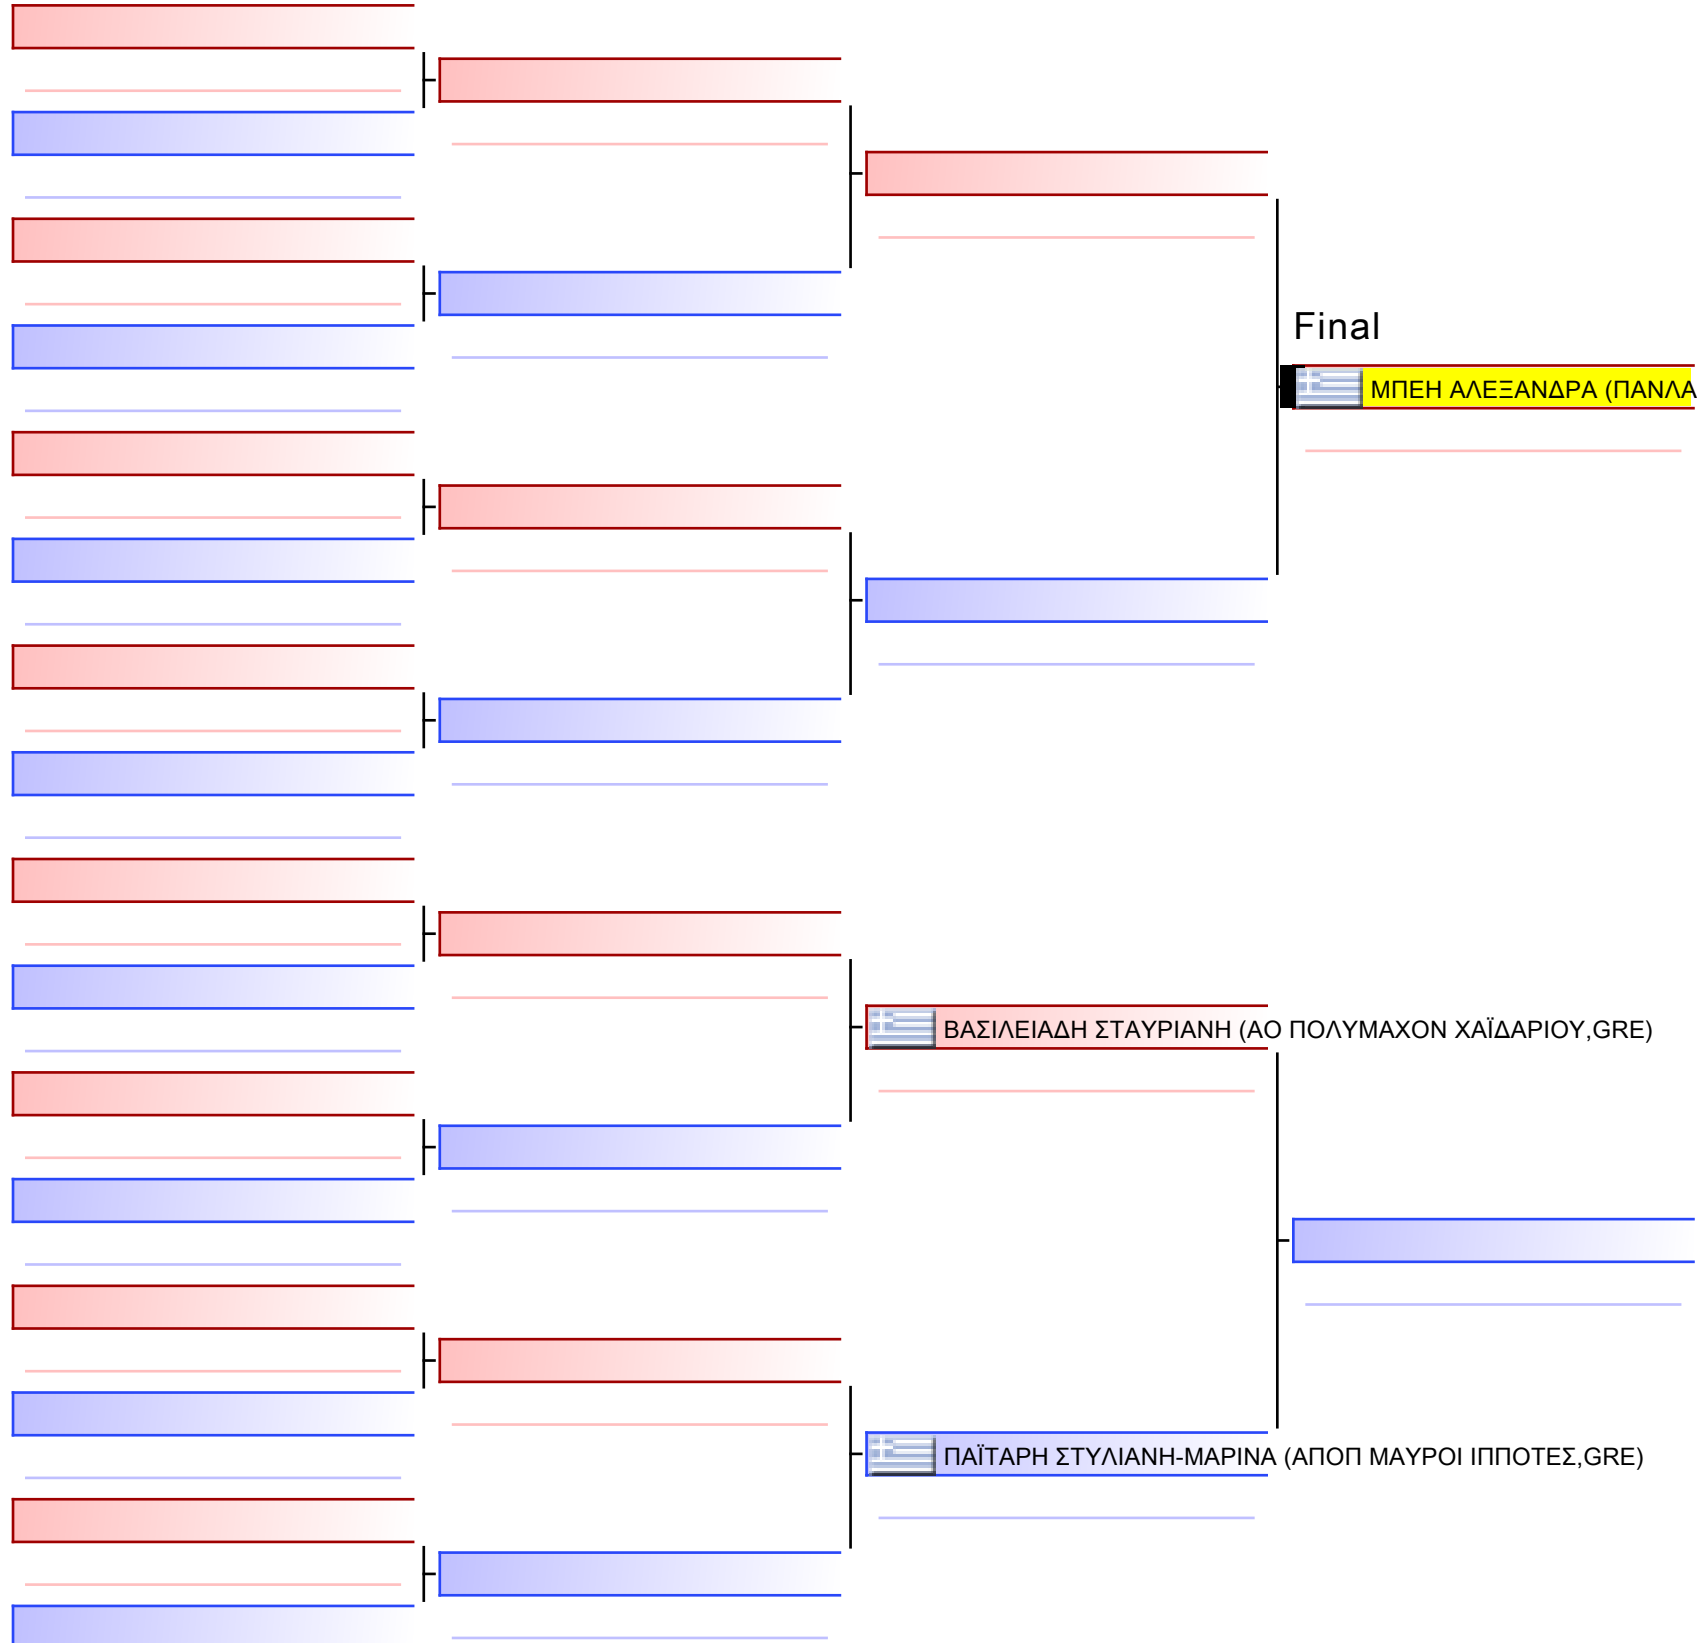 Final
ΜΠΕΗ ΑΛΕΞΑΝΔΡΑ (ΠΑΝΛΑ
ΒΑΣΙΛΕΙΑΔΗ ΣΤΑΥΡΙΑΝΗ (ΑΟ ΠΟΛΥΜΑΧΟΝ ΧΑΪΔΑΡΙΟΥ,GRE)
ΠΑΪΤΑΡΗ ΣΤΥΛΙΑΝΗ-ΜΑΡΙΝΑ (ΑΠΟΠ ΜΑΥΡΟΙ ΙΠΠΟΤΕΣ,GRE)